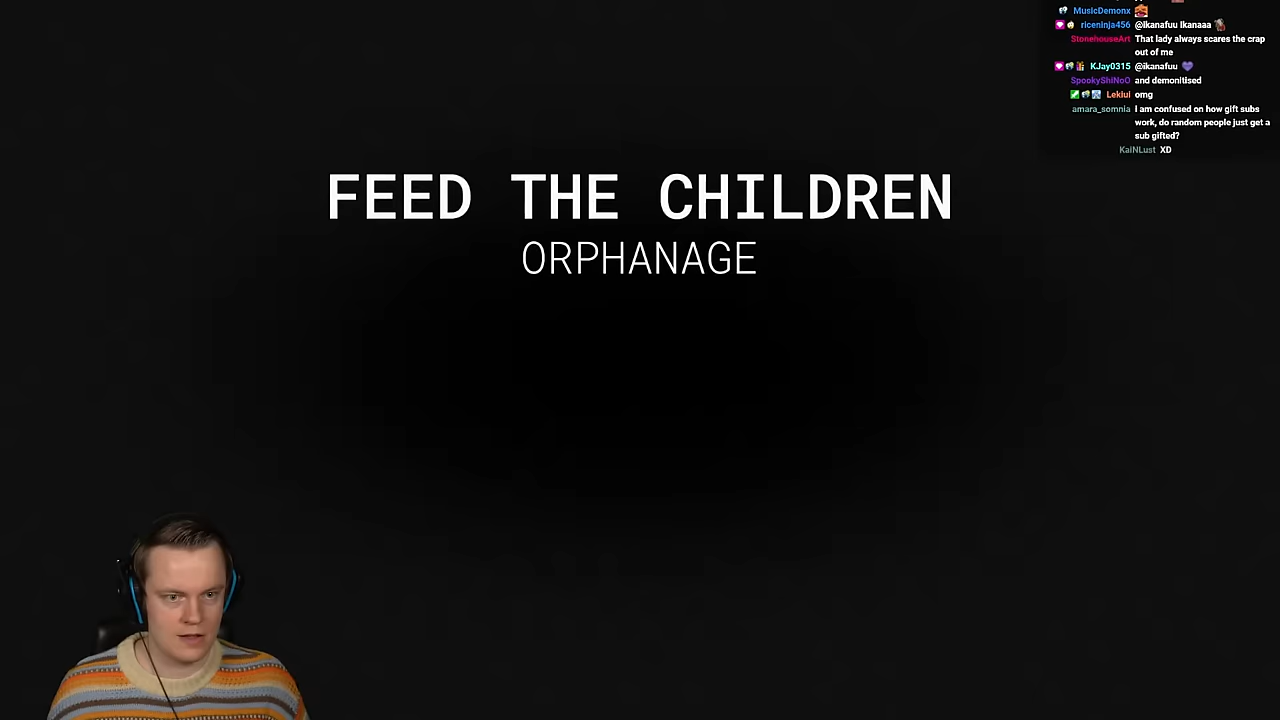 MusicDemonx
riceninja456 @ikanafuu Ikanaaa
StonehouseArt That lady always scares the crap
out of me
KJay0315 @ikanafuu
SpookyShiNoO and demonitised
Lekiui omg
amara_somnia I am confused on how gift subs
work, do random people just get a
sub gifted?
KaiNLust XD
FEED THE CHILDREN
ORPHANAGE